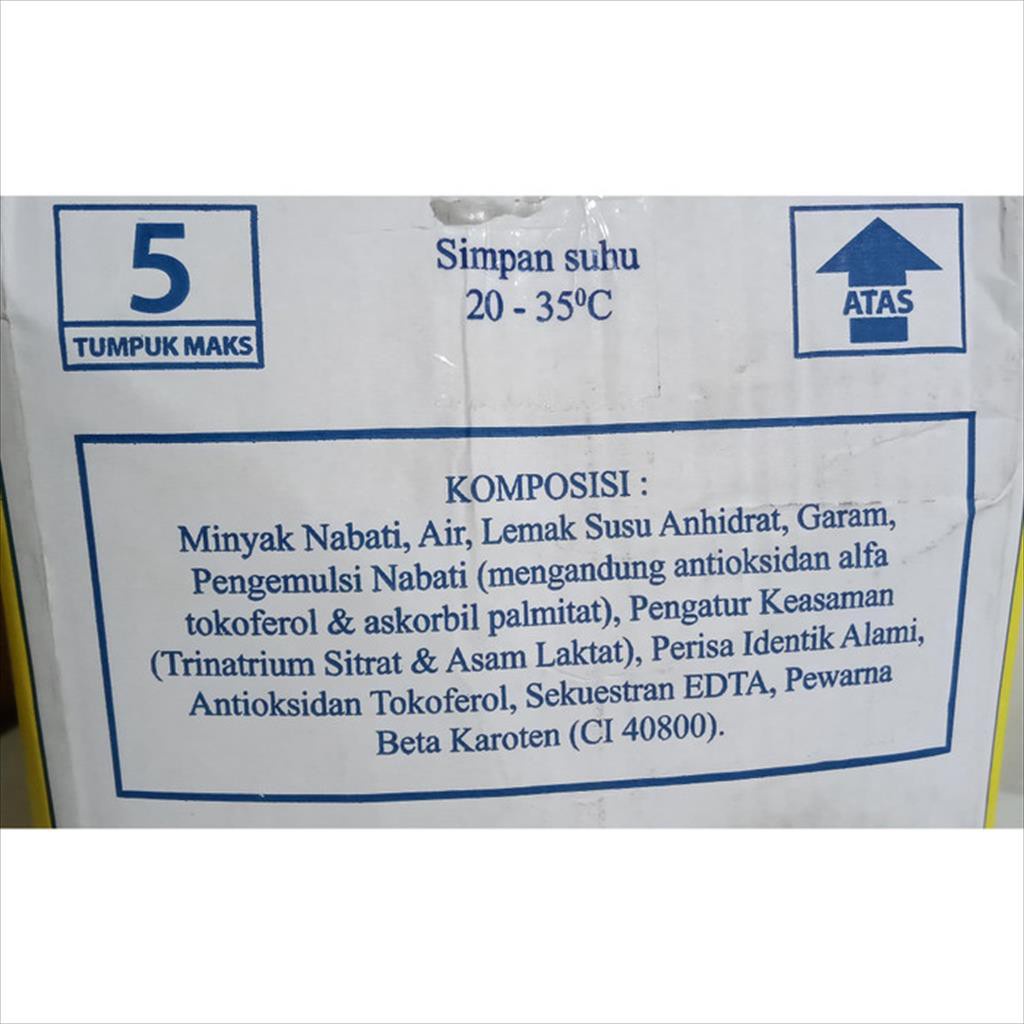 5
TUMPUK MAKS
Simpan suhu
20 - 35⁰C
ATAS
KOMPOSISI :
Minyak Nabati, Air, Lemak Susu Anhidrat, Garam,
Pengemulsi Nabati (mengandung antioksidan alfa
tokoferol & askorbil palmitat), Pengatur Keasaman
(Trinatrium Sitrat & Asam Laktat), Perisa Identik Alami,
Antioksidan Tokoferol, Sekuestran EDTA, Pewarna
Beta Karoten (CI 40800).